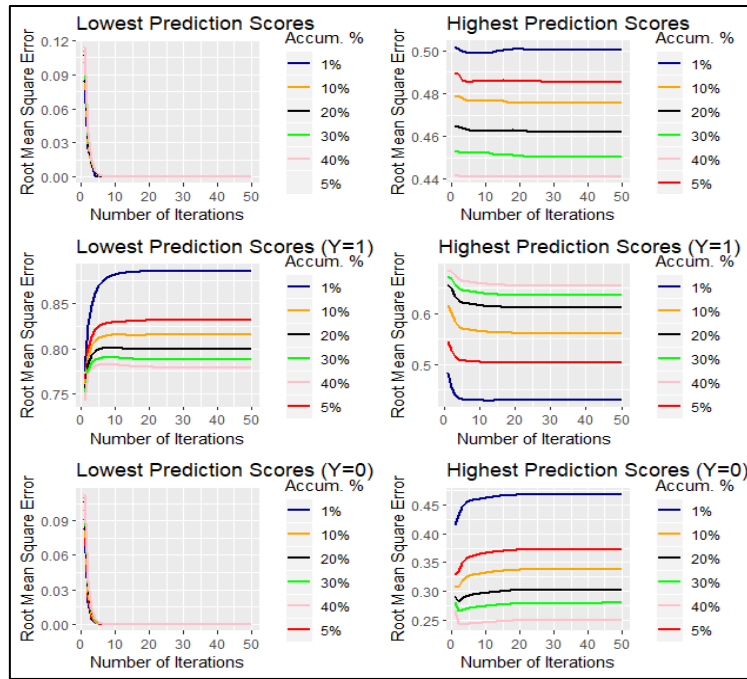 Lowest Prediction Scores
Root Mean Square Error
0.12
0.09
0.06
0.03
0.00
0 10 20 30 40 50
Number of Iterations
Accum. %
1%
10%
20%
30%
40%
5%
Highest Prediction Scores
Root Mean Square Error
0.50
0.48
0.46
0.44
0 10 20 30 40 50
Number of Iterations
Accum. %
1%
10%
20%
30%
40%
5%
Lowest Prediction Scores (Y=1)
Root Mean Square Error
0.85
0.80
0.75
0 10 20 30 40 50
Number of Iterations
Accum. %
1%
10%
20%
30%
40%
5%
Highest Prediction Scores (Y=1)
Root Mean Square Error
0.6
0.5
0 10 20 30 40 50
Number of Iterations
Accum. %
1%
10%
20%
30%
40%
5%
Lowest Prediction Scores (Y=0)
Root Mean Square Error
0.09
0.06
0.03
0.00
0 10 20 30 40 50
Number of Iterations
Accum. %
1%
10%
20%
30%
40%
5%
Highest Prediction Scores (Y=0)
Root Mean Square Error
0.45
0.40
0.35
0.30
0.25
0 10 20 30 40 50
Number of Iterations
Accum. %
1%
10%
20%
30%
40%
5%